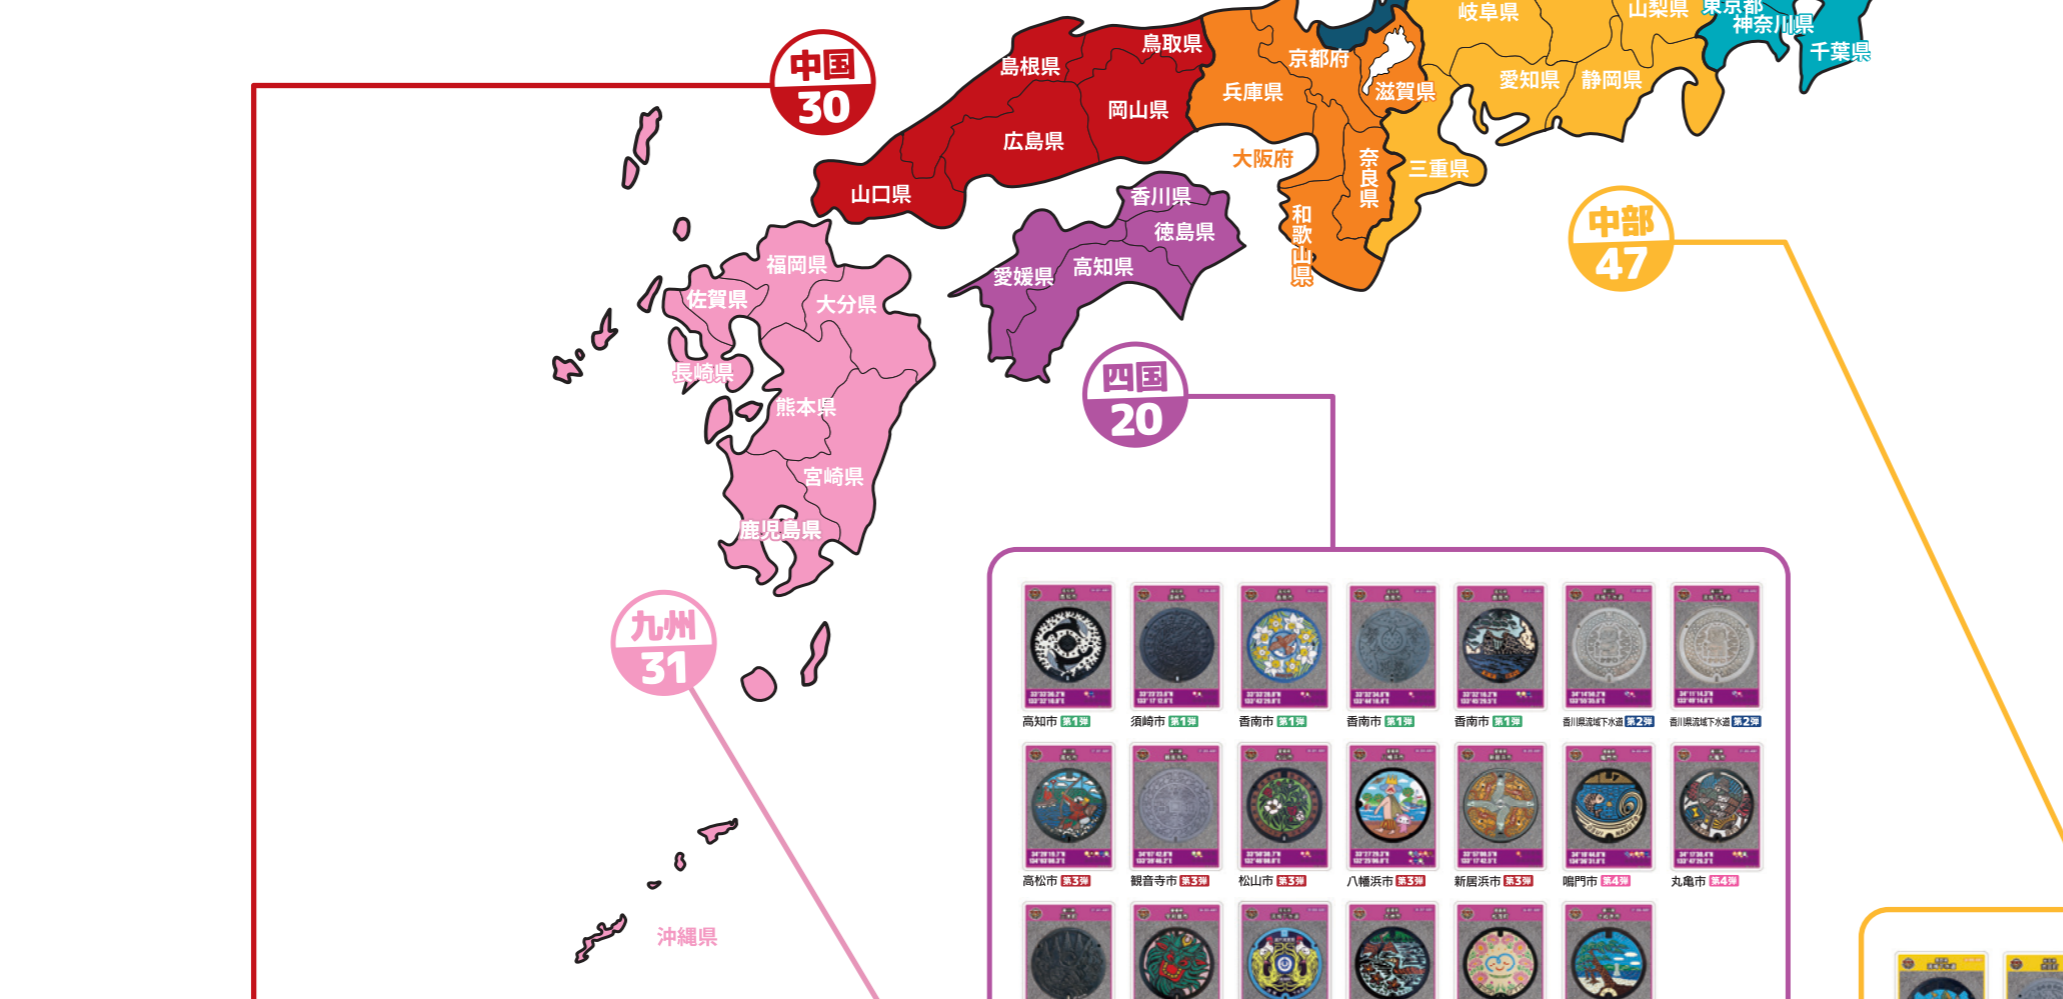 岐阜県
山梨県
東京都
神奈川県
千葉県
愛知県
静岡県
三重県
中部
47
鳥取県
島根県
岡山県
広島県
山口県
中国
30
京都府
兵庫県
滋賀県
大阪府
奈良県
和歌山県
香川県
徳島県
愛媛県
高知県
四国
20
福岡県
佐賀県
大分県
長崎県
熊本県
宮崎県
鹿児島県
九州
31
沖縄県
高知市 第1弾
須崎市 第1弾
香南市 第1弾
香南市 第1弾
香南市 第1弾
香川県流域下水道 第2弾
香川県流域下水道 第2弾
高松市 第3弾
観音寺市 第3弾
松山市 第3弾
八幡浜市 第3弾
新居浜市 第3弾
鳴門市 第4弾
丸亀市 第4弾